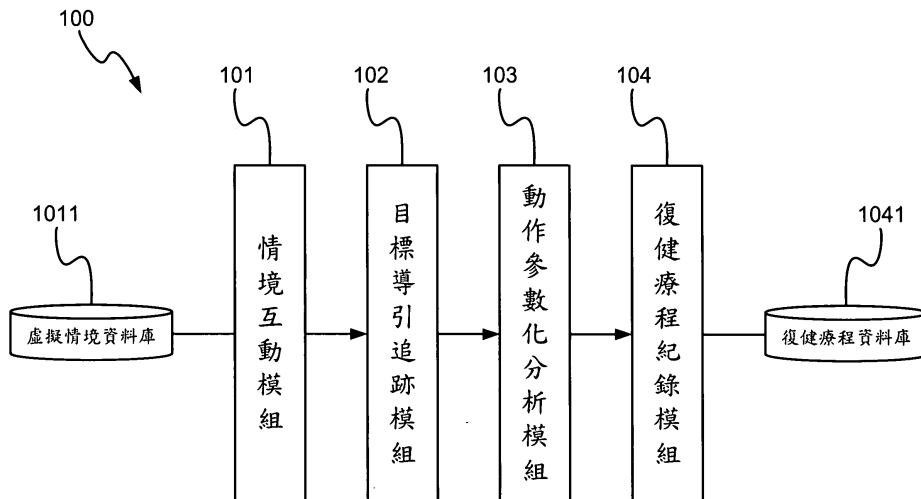 100
101
102
103
104
1011
1041
虛擬情境資料庫
情境互動模組
目標導引追跡模組
動作參數化分析模組
復健療程紀錄模組
復健療程資料庫